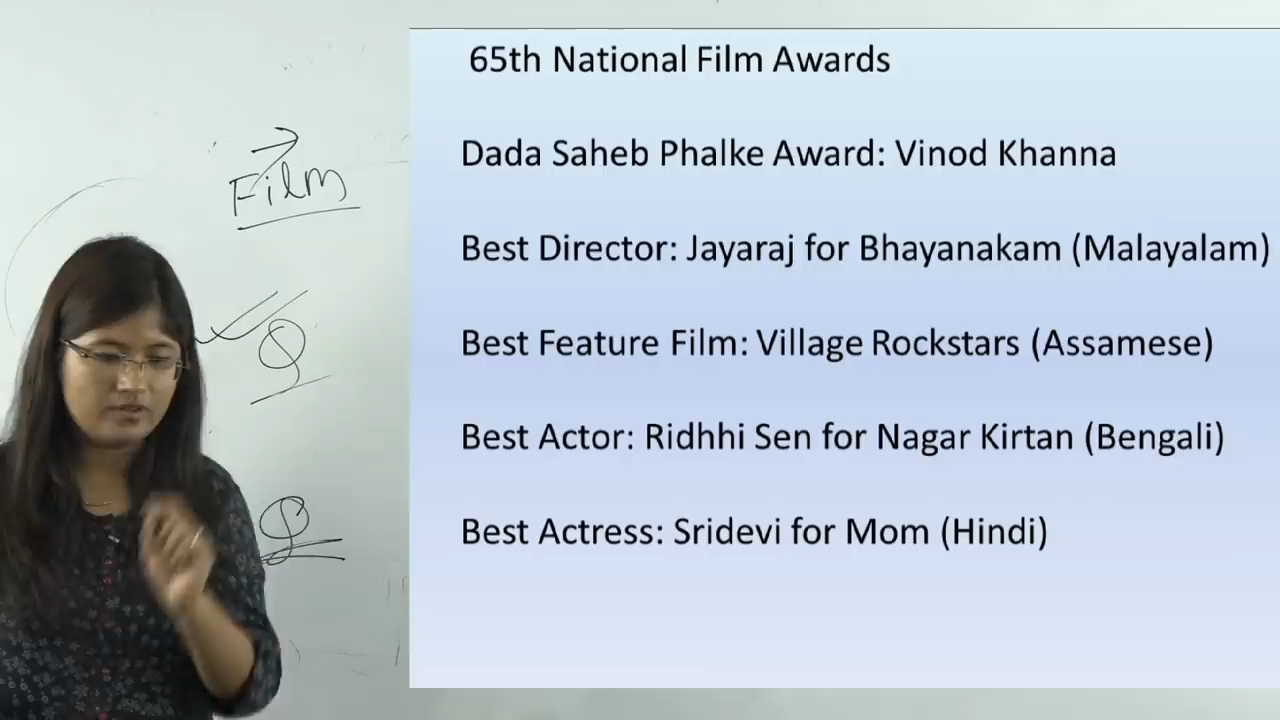 65th National Film Awards
Dada Saheb Phalke Award: Vinod Khanna
Best Director: Jayaraj for Bhayanakam (Malayalam)
Best Feature Film: Village Rockstars (Assamese)
Best Actor: Ridhhi Sen for Nagar Kirtan (Bengali)
Best Actress: Sridevi for Mom (Hindi)
Film